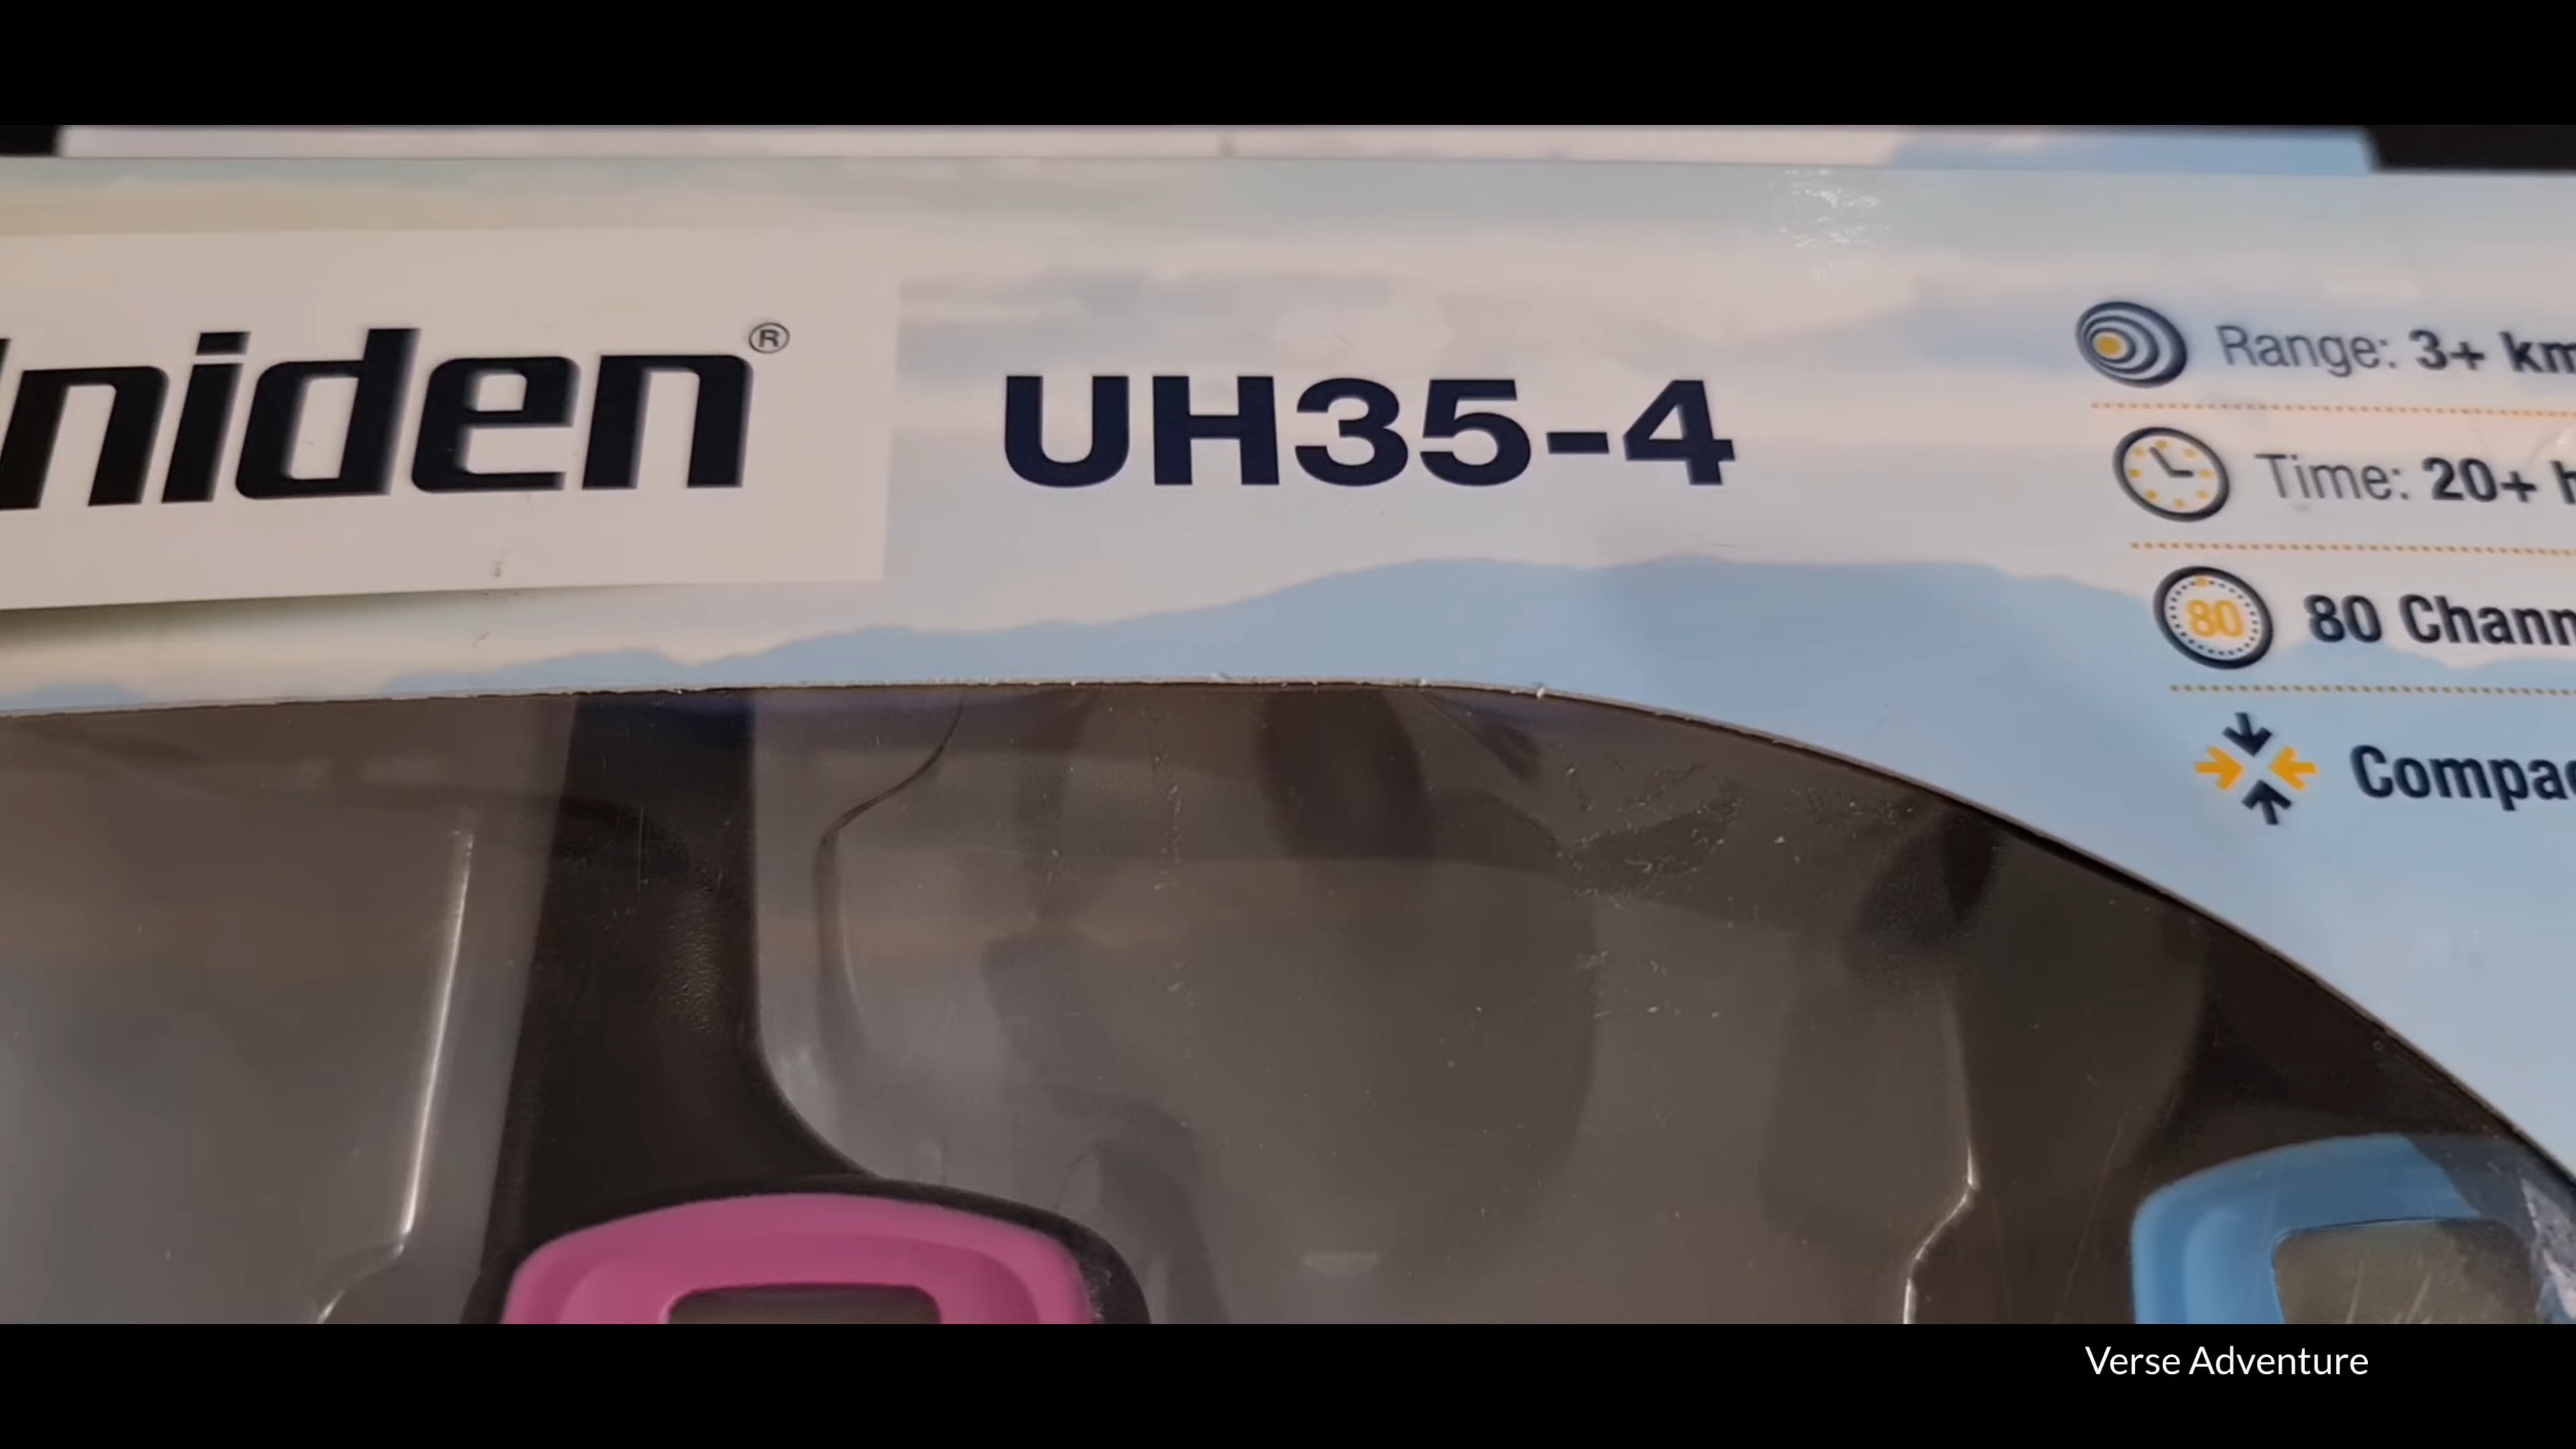 niden®
UH35-4
Range: 3+ km
Time: 20+ h
80
80 Chann
Compac
Verse Adventure